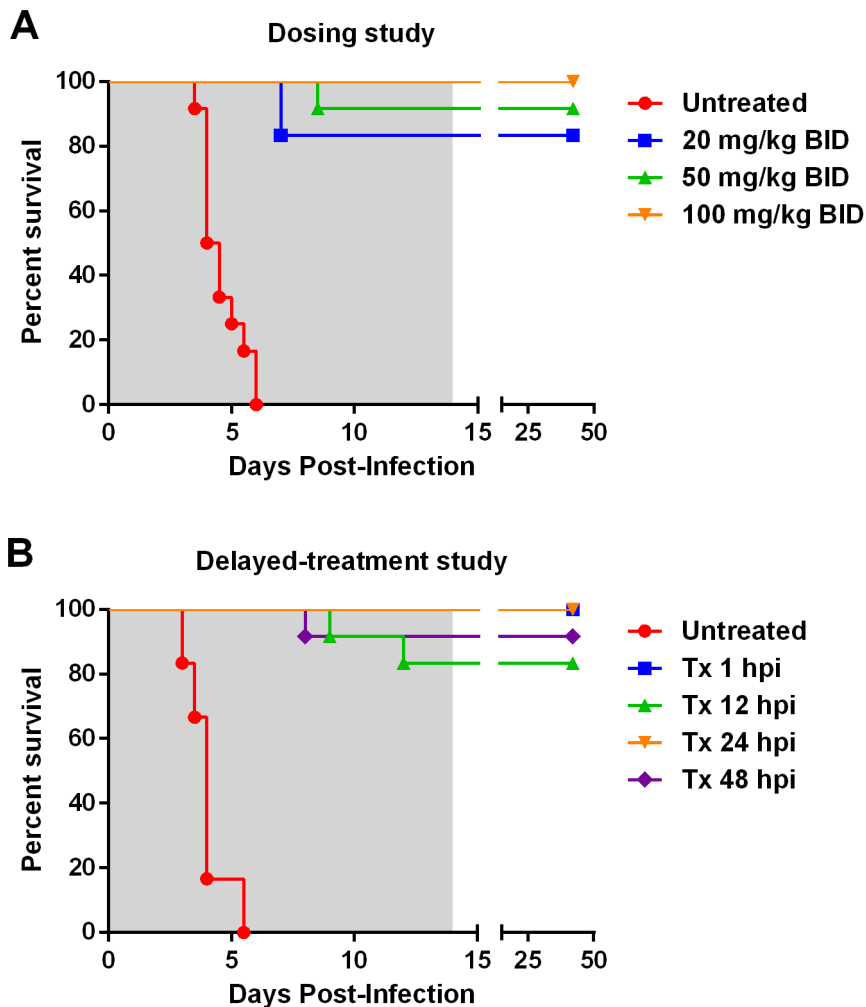 A
Dosing study
Percent survival
100
80
60
40
20
0
0 5 10 15 25 50
Days Post-Infection
Untreated
20 mg/kg BID
50 mg/kg BID
100 mg/kg BID
B
Delayed-treatment study
Percent survival
100
80
60
40
20
0
0 5 10 15 25 50
Days Post-Infection
Untreated
Tx 1 hpi
Tx 12 hpi
Tx 24 hpi
Tx 48 hpi